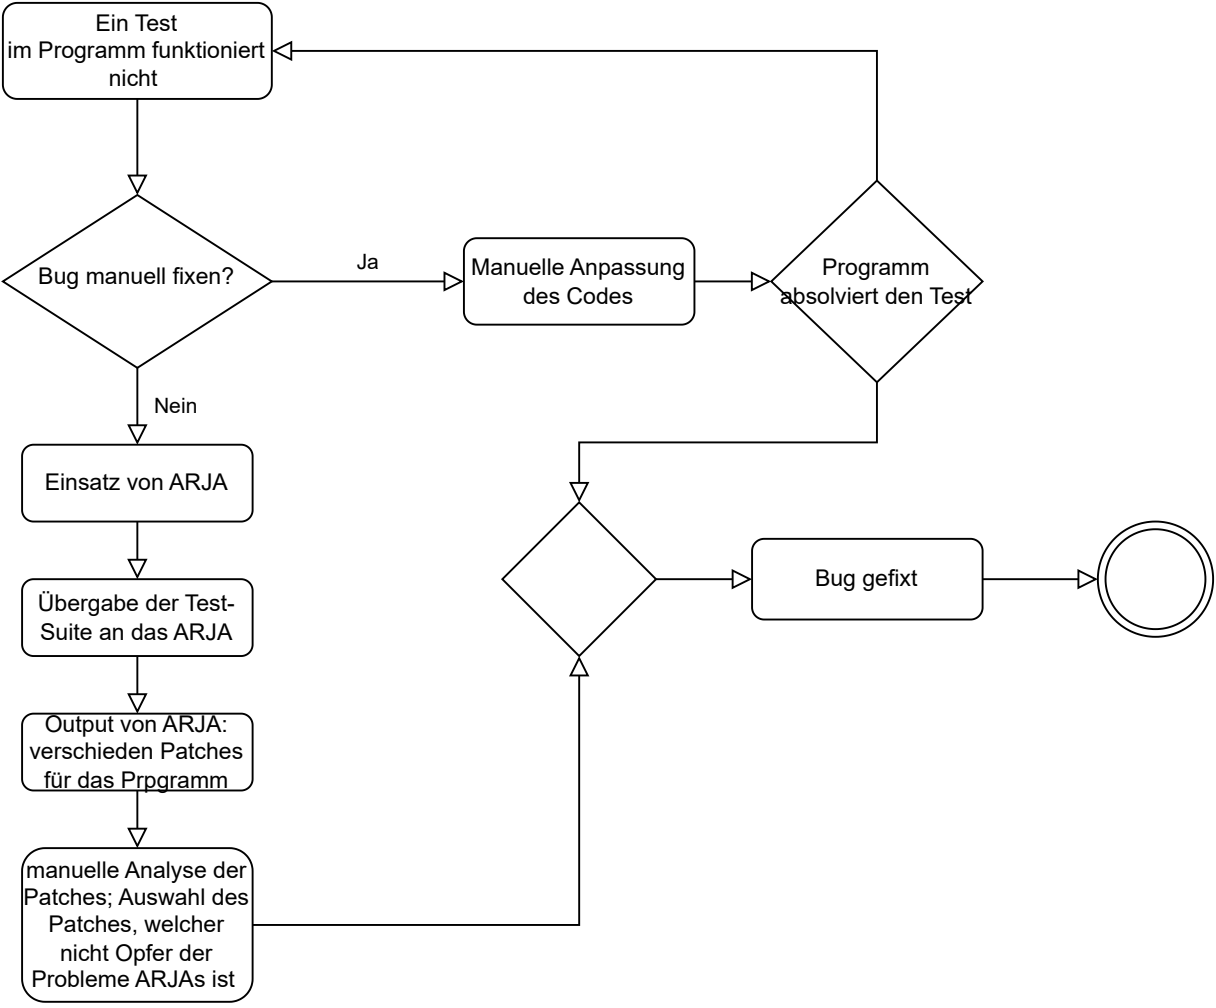 Ein Test
im Programm funktioniert
nicht
Bug manuell fixen?
Ja
Manuelle Anpassung
des Codes
Programm
absolviert den Test
Nein
Einsatz von ARJA
Übergabe der Test-
Suite an das ARJA
Bug gefixt
Output von ARJA:
verschieden Patches
für das Prpgramm
manuelle Analyse der
Patches; Auswahl des
Patches, welcher
nicht Opfer der
Probleme ARJAs ist